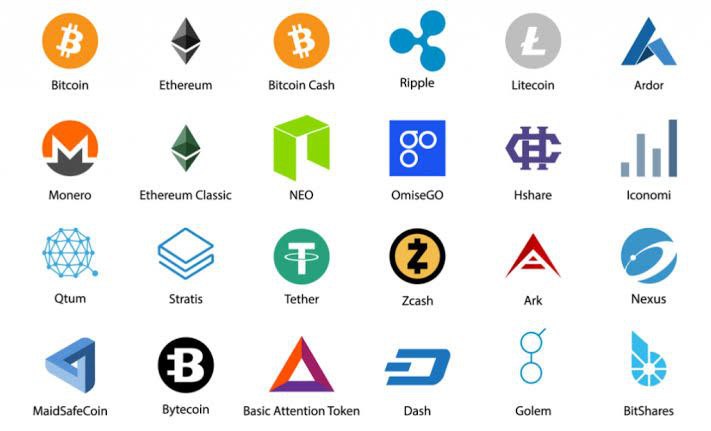 Bitcoin
Ethereum
Bitcoin Cash
Ripple
Litecoin
Ardor
Monero
Ethereum Classic
NEO
go
OmiseGO
Hshare
Iconomi
Qtum
Stratis
Tether
Zcash
Ark
Nexus
MaidSafeCoin
Bytecoin
Basic Attention Token
Dash
Golem
BitShares